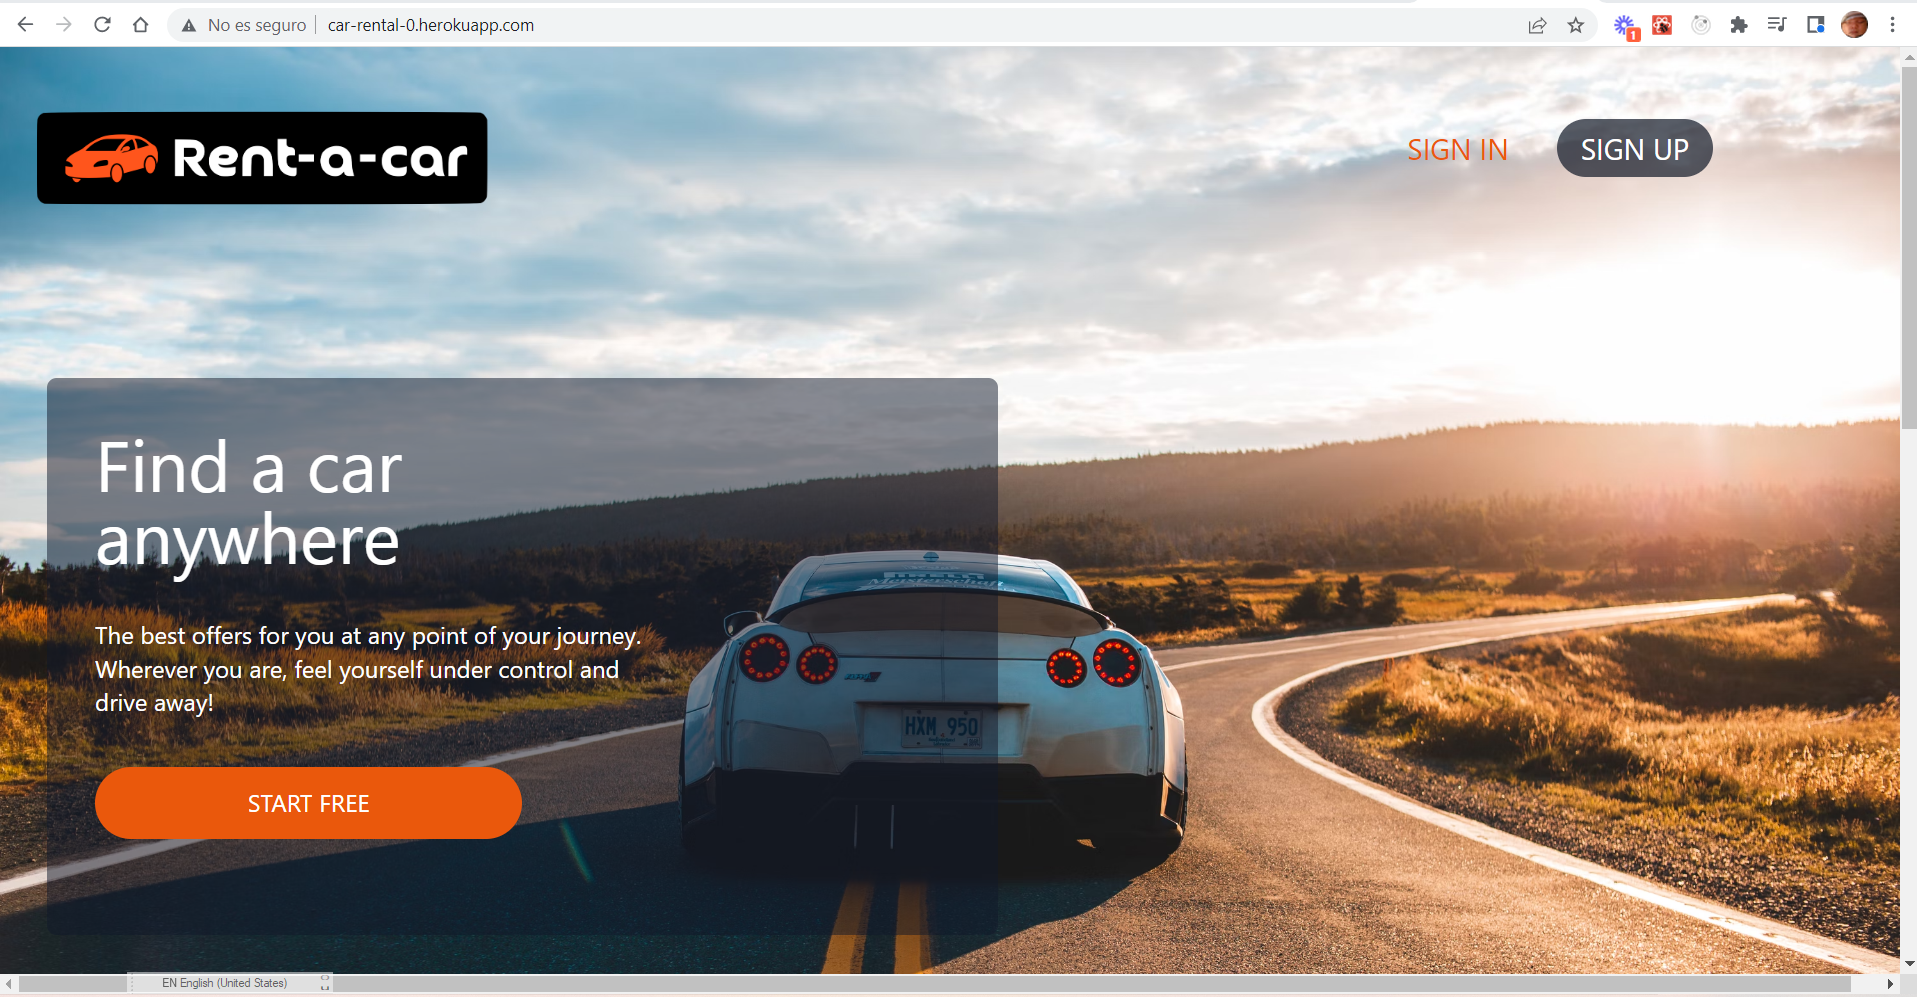 No es seguro
car-rental-0.herokuapp.com
1
Rent-a-car
SIGN IN
SIGN UP
Find a car
anywhere
The best offers for you at any point of your journey.
Wherever you are, feel yourself under control and
drive away!
HXM 950
START FREE
EN English (United States)